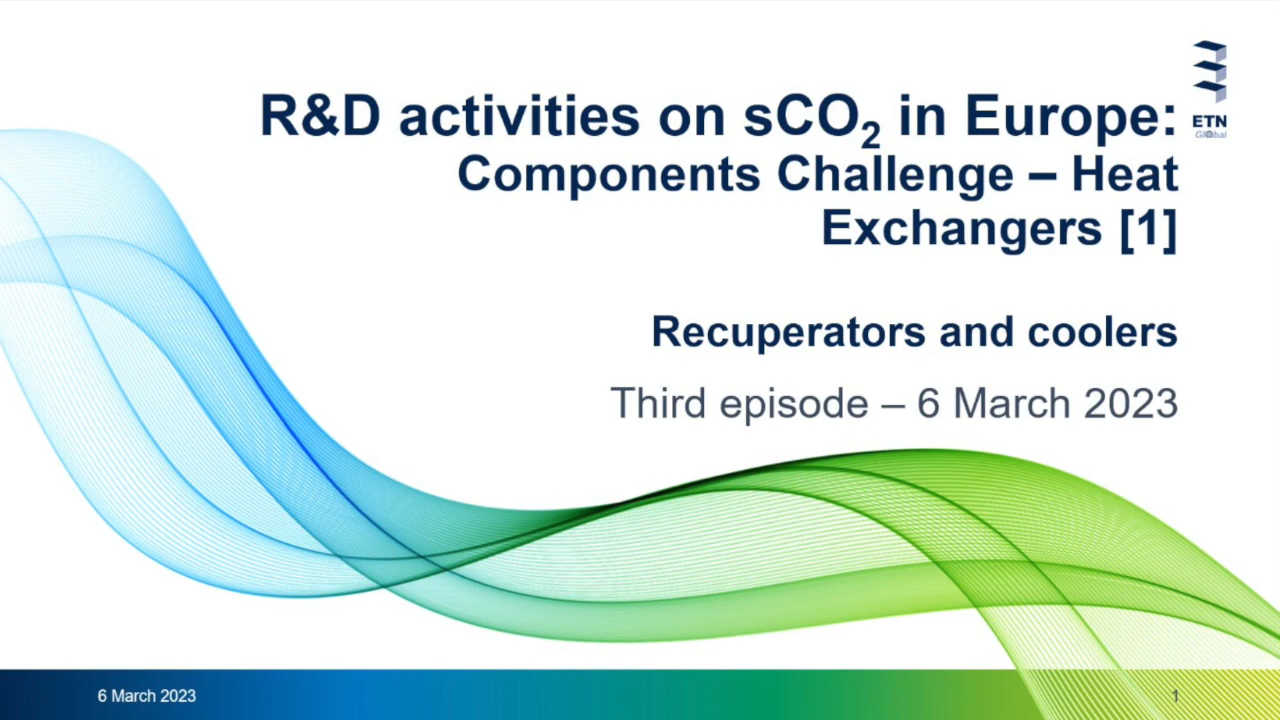 R&D activities on sCO₂ in Europe:
Components Challenge – Heat
Exchangers [1]
ETN
Global
Recuperators and coolers
Third episode – 6 March 2023
6 March 2023
1